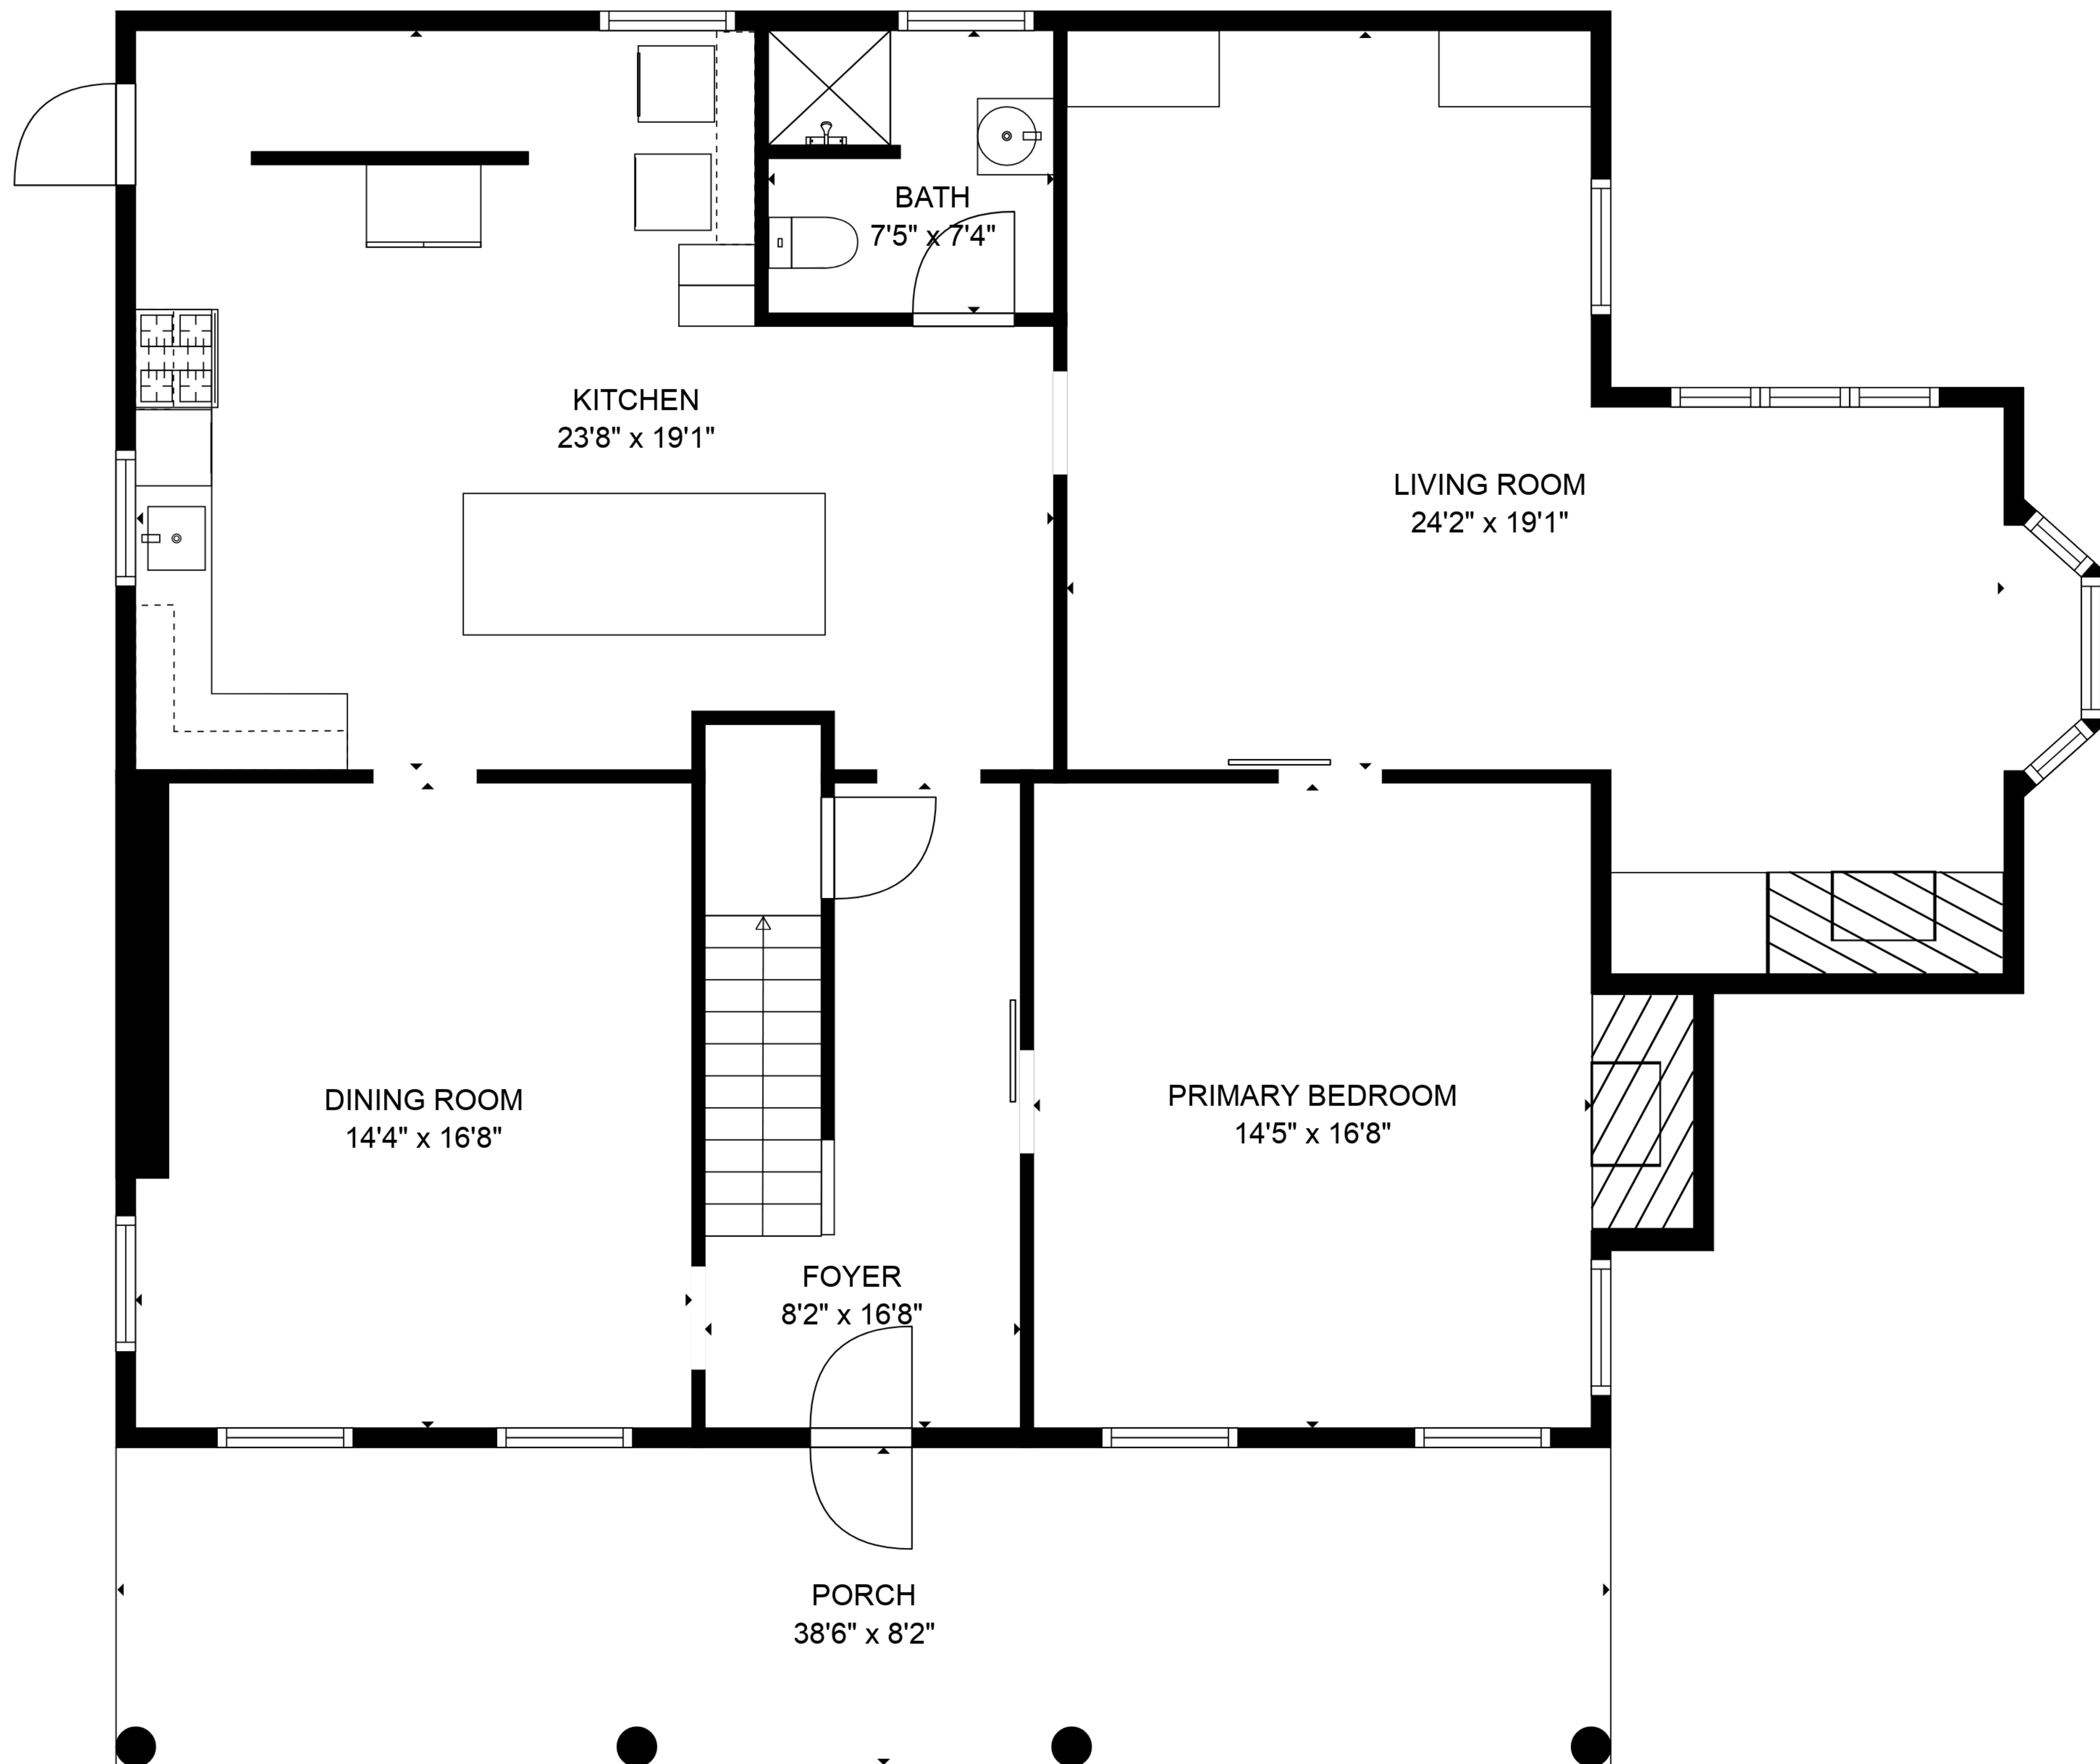 BATH
7'5" x 7'4"
KITCHEN
23'8" x 19'1"
LIVING ROOM
24'2" x 19'1"
DINING ROOM
14'4" x 16'8"
PRIMARY BEDROOM
14'5" x 16'8"
FOYER
8'2" x 16'8"
PORCH
38'6" x 8'2"